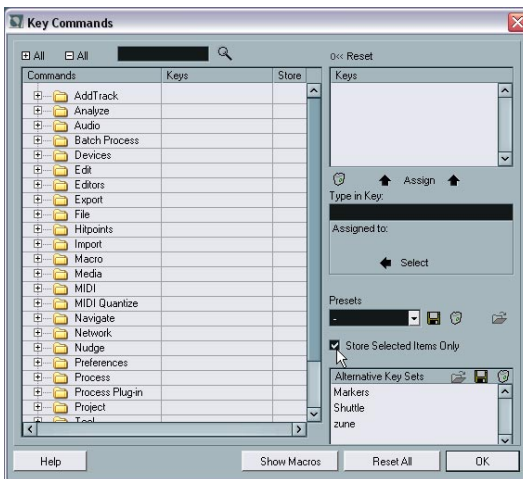 Key Commands
All All
0<< Reset
Commands Keys Store
Keys
AddTrack
Analyze
Audio
Batch Process
Devices
Edit
Editors
Export
File
Hitpoints
Import
Macro
Media
MIDI
MIDI Quantize
Navigate
Network
Nudge
Preferences
Process
Process Plug-in
Project
Tool
Assign
Type in Key:
Assigned to:
Select
Presets
-
Store Selected Items Only
Alternative Key Sets
Markers
Shuttle
zune
Help Show Macros Reset All OK